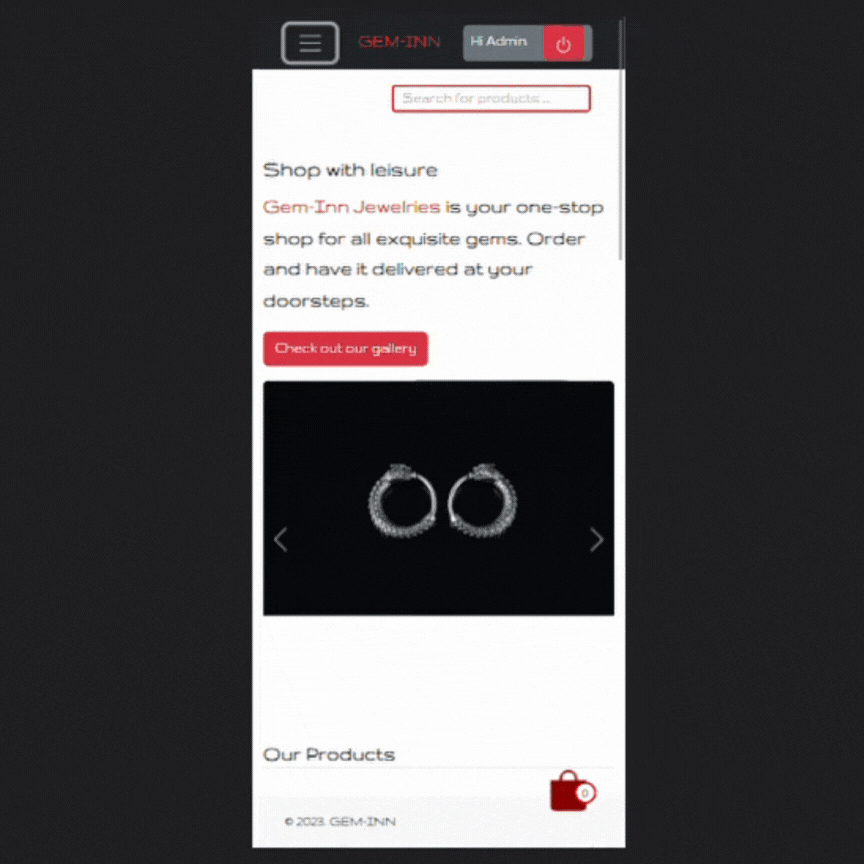 GEM-INN Hi Admin
Search for products...
Shop with leisure
Gem-Inn Jewelries is your one-stop
shop for all exquisite gems. Order
and have it delivered at your
doorsteps.
Check out our gallery
Our Products
0
© 2023. GEM-INN